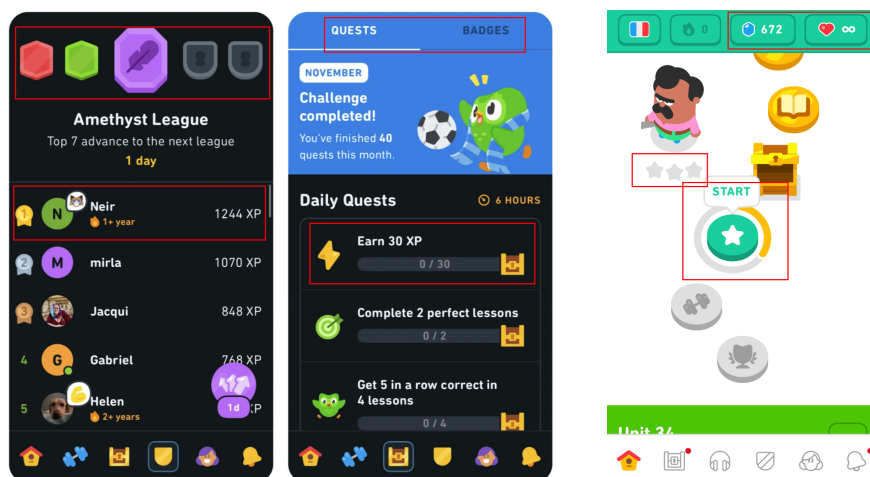 Amethyst League
Top 7 advance to the next league
1 day
N
Neir
1+ year
1244 XP
M
mirla
1070 XP
3
Jacqui
848 XP
4
G
Gabriel
768 XP
5
Helen
2+ years
1d
XP
QUESTS
BADGES
NOVEMBER
Challenge
completed!
You've finished 40
quests this month.
Daily Quests
6 HOURS
Earn 30 XP
0 / 30
Complete 2 perfect lessons
0 / 2
Get 5 in a row correct in
4 lessons
0 / 4
0
672
∞
START
Unit 34